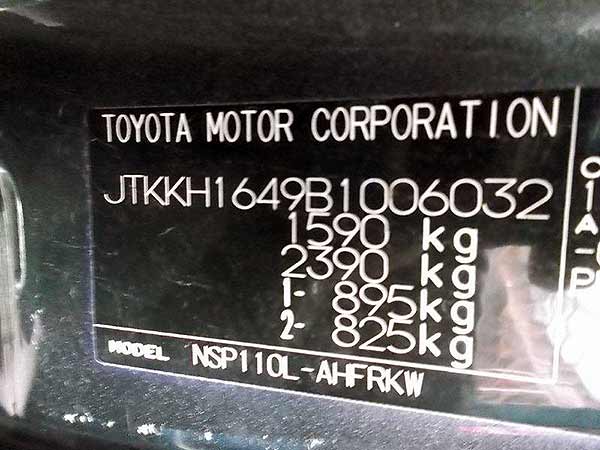 TOYOTA MOTOR CORPORATION
JTKKH1649B1006032
1590 kg
2390 kg
1- 895kg
2- 825kg
MODEL NSP110L-AHFRKW